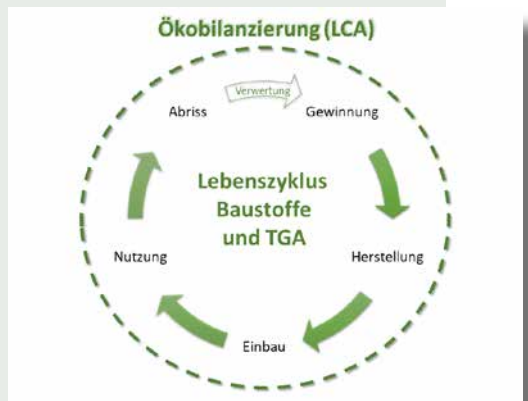 Ökobilanzierung (LCA)
Verwertung
Abriss
Gewinnung
Lebenszyklus
Baustoffe
und TGA
Nutzung
Herstellung
Einbau